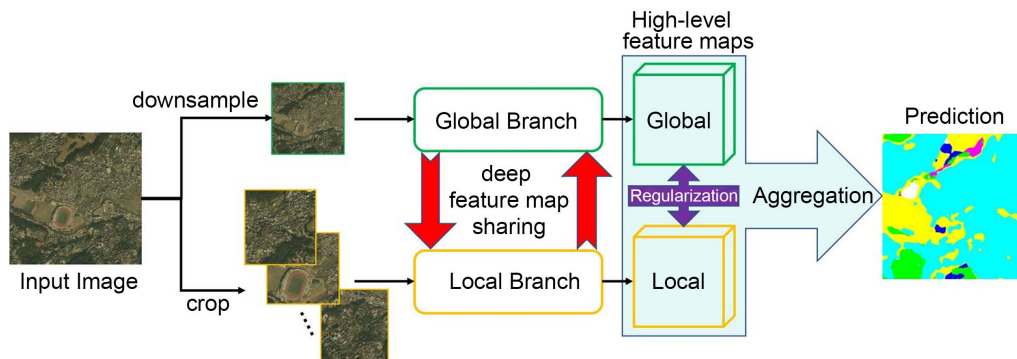 High-level
feature maps
downsample
Global Branch
Global
Prediction
deep
feature map
sharing
Regularization
Aggregation
Input Image
crop
Local Branch
Local